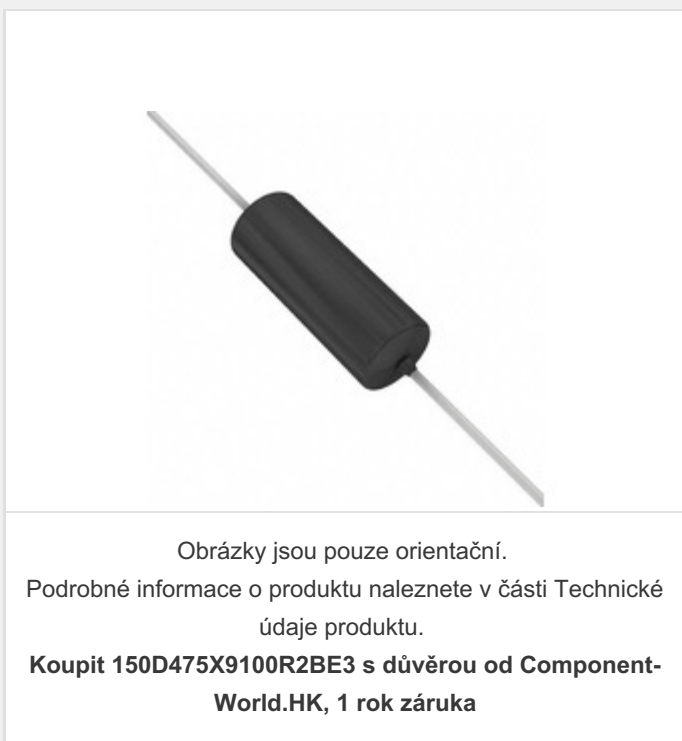 Obrázky jsou pouze orientační.
Podrobné informace o produktu naleznete v části Technické
údaje produktu.
Koupit 150D475X9100R2BE3 s důvěrou od Component-
World.HK, 1 rok záruka